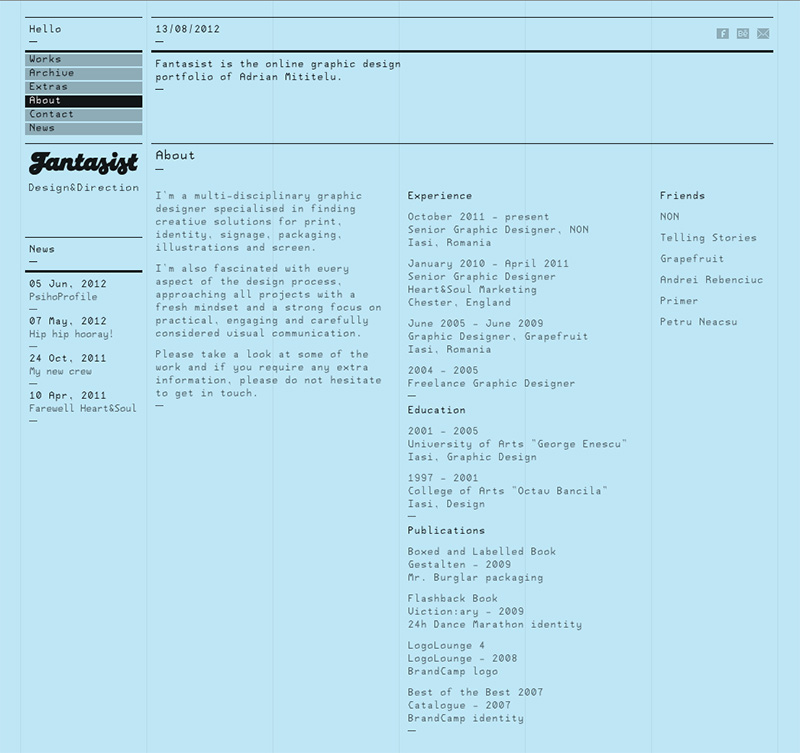 Hello
—
Works
Archive
Extras
About
Contact
News
Fantasist
Design&Direction
News
—
05 Jun, 2012
PsihoProfile
—
07 May, 2012
Hip hip hooray!
—
24 Oct, 2011
My new crew
—
10 Apr, 2011
Farewell Heart&Soul
—
13/08/2012
—
Fantasist is the online graphic design
portfolio of Adrian Mititelu.
—
About
—
I'm a multi-disciplinary graphic
designer specialised in finding
creative solutions for print,
identity, signage, packaging,
illustrations and screen.
I'm also fascinated with every
aspect of the design process,
approaching all projects with a
fresh mindset and a strong focus on
practical, engaging and carefully
considered visual communication.
Please take a look at some of the
work and if you require any extra
information, please do not hesitate
to get in touch.
—
Experience
October 2011 - present
Senior Graphic Designer, NON
Iasi, Romania
January 2010 - April 2011
Senior Graphic Designer
Heart&Soul Marketing
Chester, England
June 2005 - June 2009
Graphic Designer, Grapefruit
Iasi, Romania
2004 - 2005
Freelance Graphic Designer
—
Education
2001 - 2005
University of Arts "George Enescu"
Iasi, Graphic Design
1997 - 2001
College of Arts "Octav Bancila"
Iasi, Design
—
Publications
Boxed and Labelled Book
Gestalten - 2009
Mr. Burglar packaging
Flashback Book
Viction:ary - 2009
24h Dance Marathon identity
LogoLounge 4
LogoLounge - 2008
BrandCamp logo
Best of the Best 2007
Catalogue - 2007
BrandCamp identity
—
Friends
NON
Telling Stories
Grapefruit
Andrei Rebenciuc
Primer
Petru Neacsu